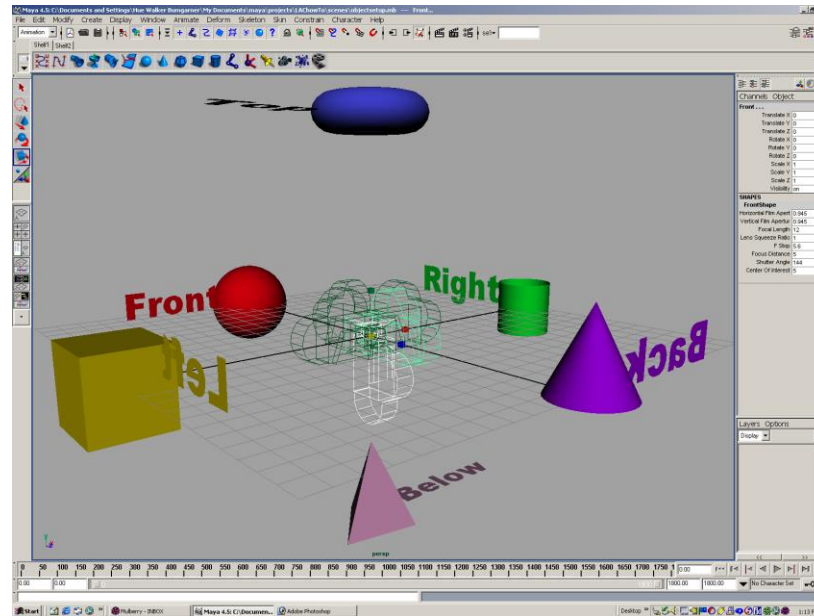 Maya 4.5: C:\Documents and Settings\Hue Walker Bumgarner\My Documents\maya\projects\LAChowTo\scenes\objectsetup.mb --- Front...
File Edit Modify Create Display Window Animate Deform Skeleton Skin Constrain Character Help
Animation
sel▾
Shelf1 Shelf2
Channels Object
Front . . .
Translate X 0
Translate Y 0
Translate Z 0
Rotate X 0
Rotate Y 0
Rotate Z 0
Scale X 1
Scale Y 1
Scale Z 1
Visibility on
SHAPES
FrontShape
Horizontal Film Apert 0.945
Vertical Film Apertur 0.945
Focal Length 12
Lens Squeeze Ratio 1
F Stop 5.6
Focus Distance 5
Shutter Angle 144
Center Of Interest 5
Top
Front
Right
Left
Back
Below
persp
Layers Options
Display
0 50 100 150 200 250 300 350 400 450 500 550 600 650 700 750 800 850 900 950 1000 1050 1100 1150 1200 1250 1300 1350 1400 1450 1500 1550 1600 1650 1700 1750
0.00
0.00 0.00 1800.00 1800.00 No Character Set
Start Mulberry - INBOX Maya 4.5: C:\Documen... Adobe Photoshop Desktop